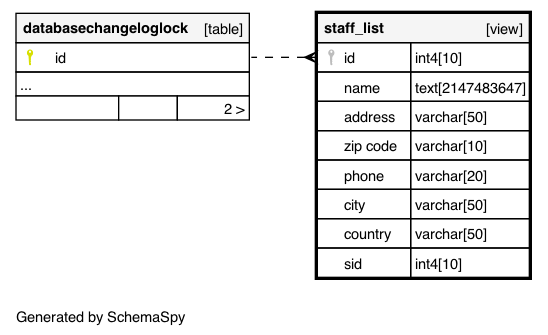 databasechangeloglock [table]
id
...
2 >
staff_list [view]
id int4[10]
name text[2147483647]
address varchar[50]
zip code varchar[10]
phone varchar[20]
city varchar[50]
country varchar[50]
sid int4[10]
Generated by SchemaSpy